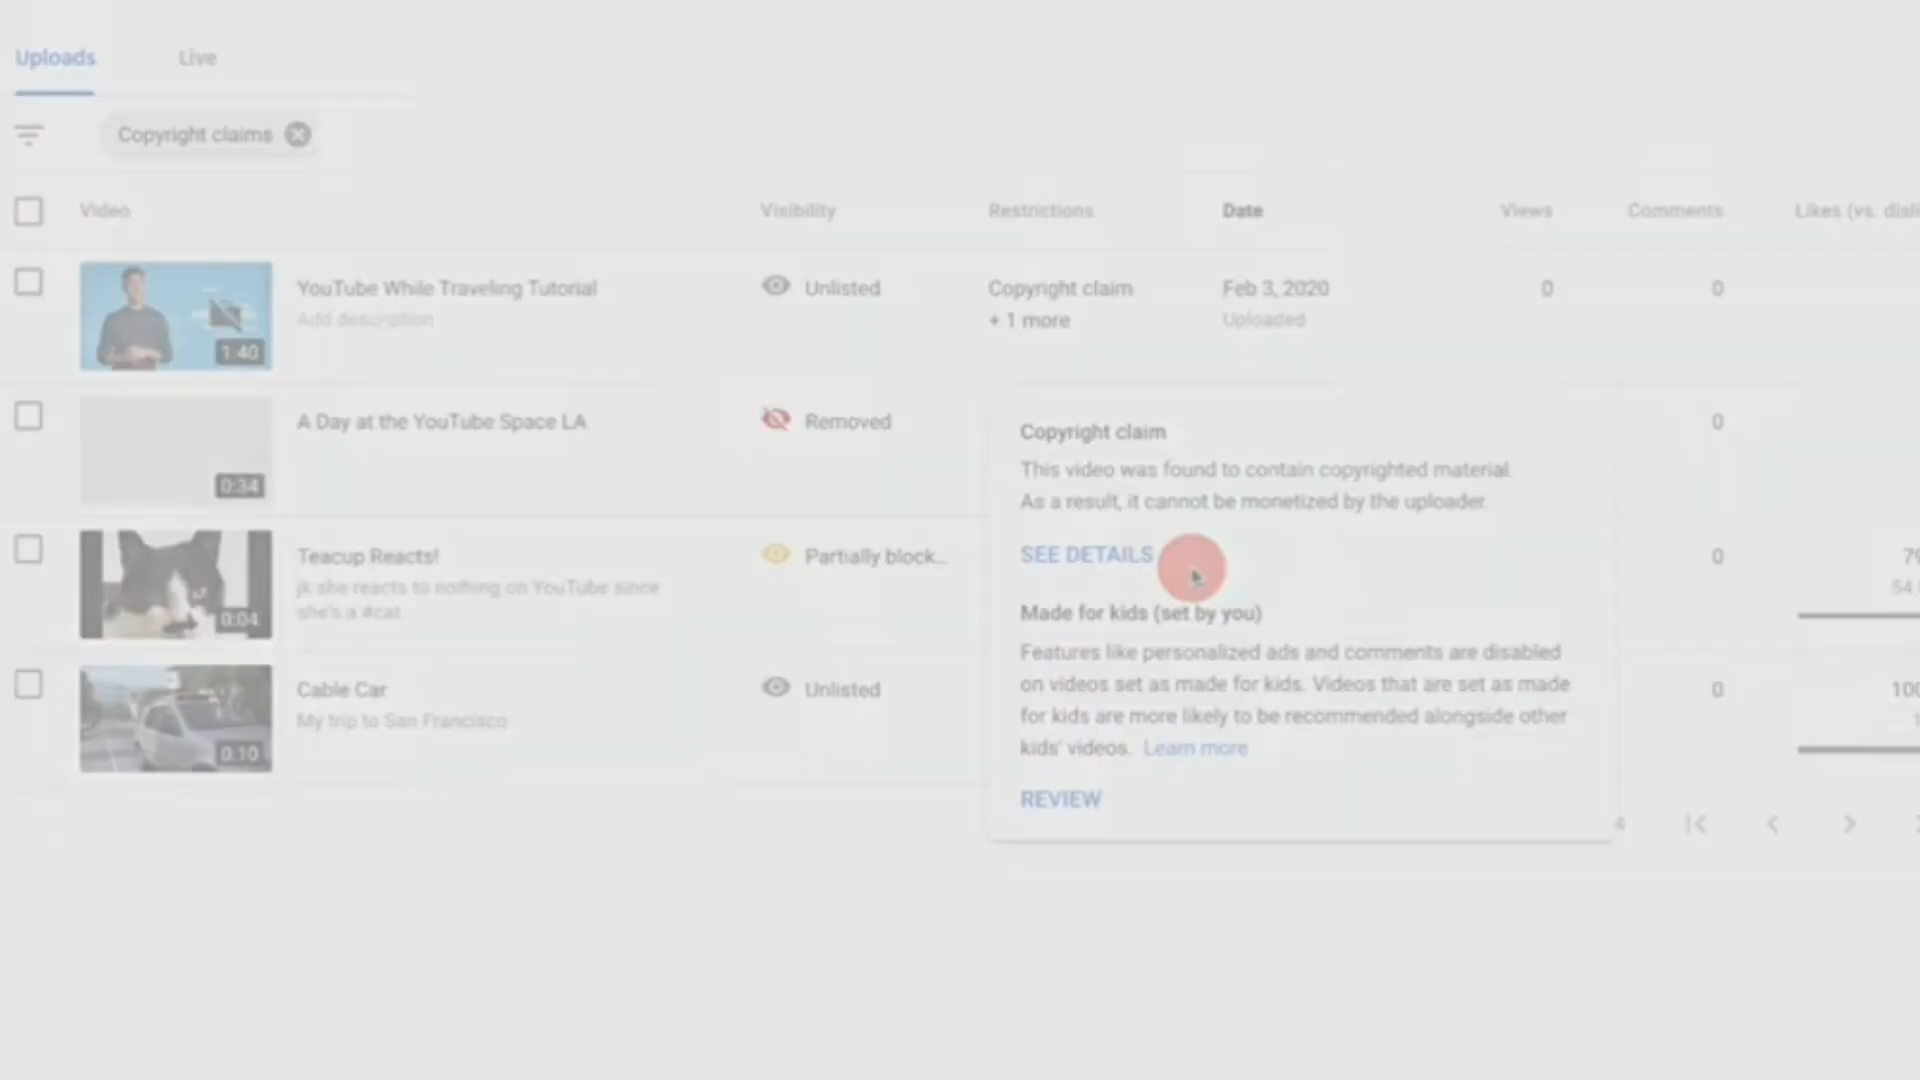 Uploads
Live
Copyright claims
Video
Visibility
Restrictions
Date
Views
Comments
Likes (vs.
YouTube While Traveling Tutorial
Add description
1:40
Unlisted
Copyright claim
+ 1 more
Feb 3, 2020
Uploaded
0
0
A Day at the YouTube Space LA
0:34
Removed
0
Copyright claim
This video was found to contain copyrighted material.
As a result, it cannot be monetized by the uploader.
SEE DETAILS
Teacup Reacts!
jk she reacts to nothing on YouTube since
she's a #cat
0:04
Partially block...
0
79
54
Made for kids (set by you)
Features like personalized ads and comments are disabled
on videos set as made for kids. Videos that are set as made
for kids are more likely to be recommended alongside other
kids' videos. Learn more
REVIEW
Cable Car
My trip to San Francisco
0:10
Unlisted
0
100
1
4